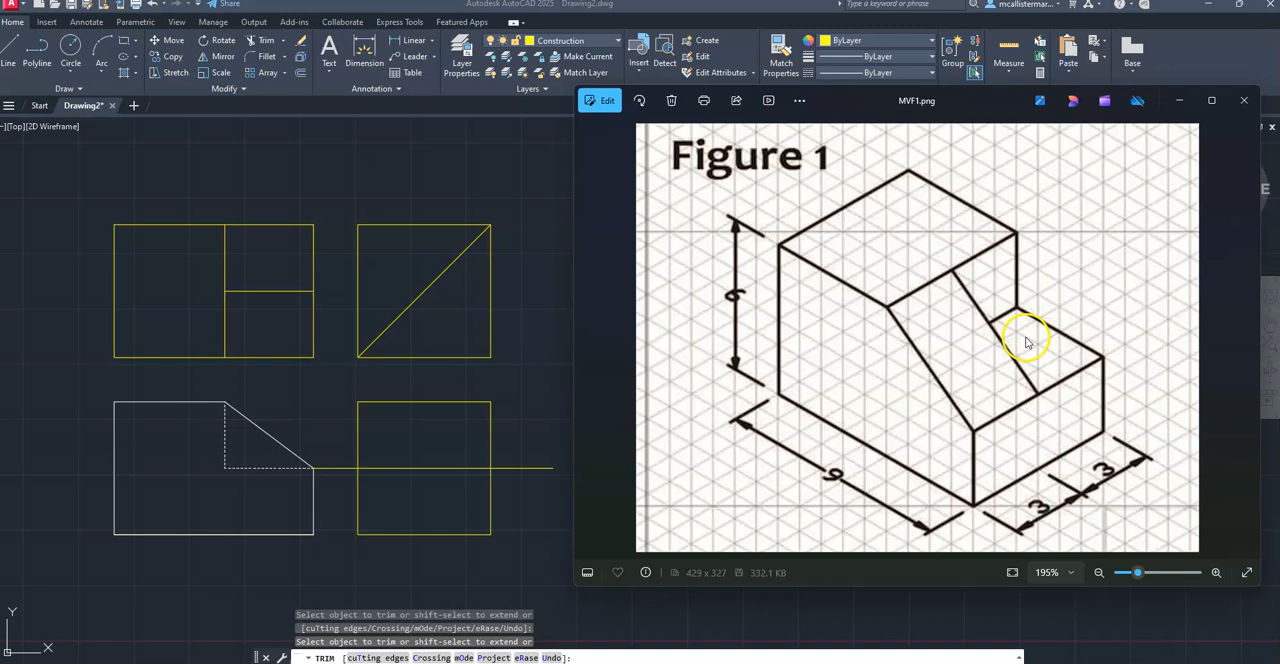 Share
Autodesk AutoCAD 2025 Drawing2.dwg
Type a keyword or phrase
mcallistermar...
Home Insert Annotate Parametric View Manage Output Add-ins Collaborate Express Tools Featured Apps
Line Polyline Circle Arc
Move Rotate Trim
Copy Mirror Fillet
Stretch Scale Array
Draw
Modify
Text Dimension
Linear
Leader
Table
Annotation
Layer Properties
Construction
Make Current
Match Layer
Layers
Insert Detect
Create
Edit
Edit Attributes
Match Properties
ByLayer
ByLayer
ByLayer
Group
Measure
Paste
Base
Start Drawing2*
[Top][2D Wireframe]
Edit
MVF1.png
Figure 1
6
9
3
3
429 x 327
332.1 KB
195%
Y
X
Select object to trim or shift-select to extend or
[cuTting edges/Crossing/mOde/Project/eRase/Undo]:
Select object to trim or shift-select to extend or
TRIM [cuTting edges Crossing mOde Project eRase Undo]: